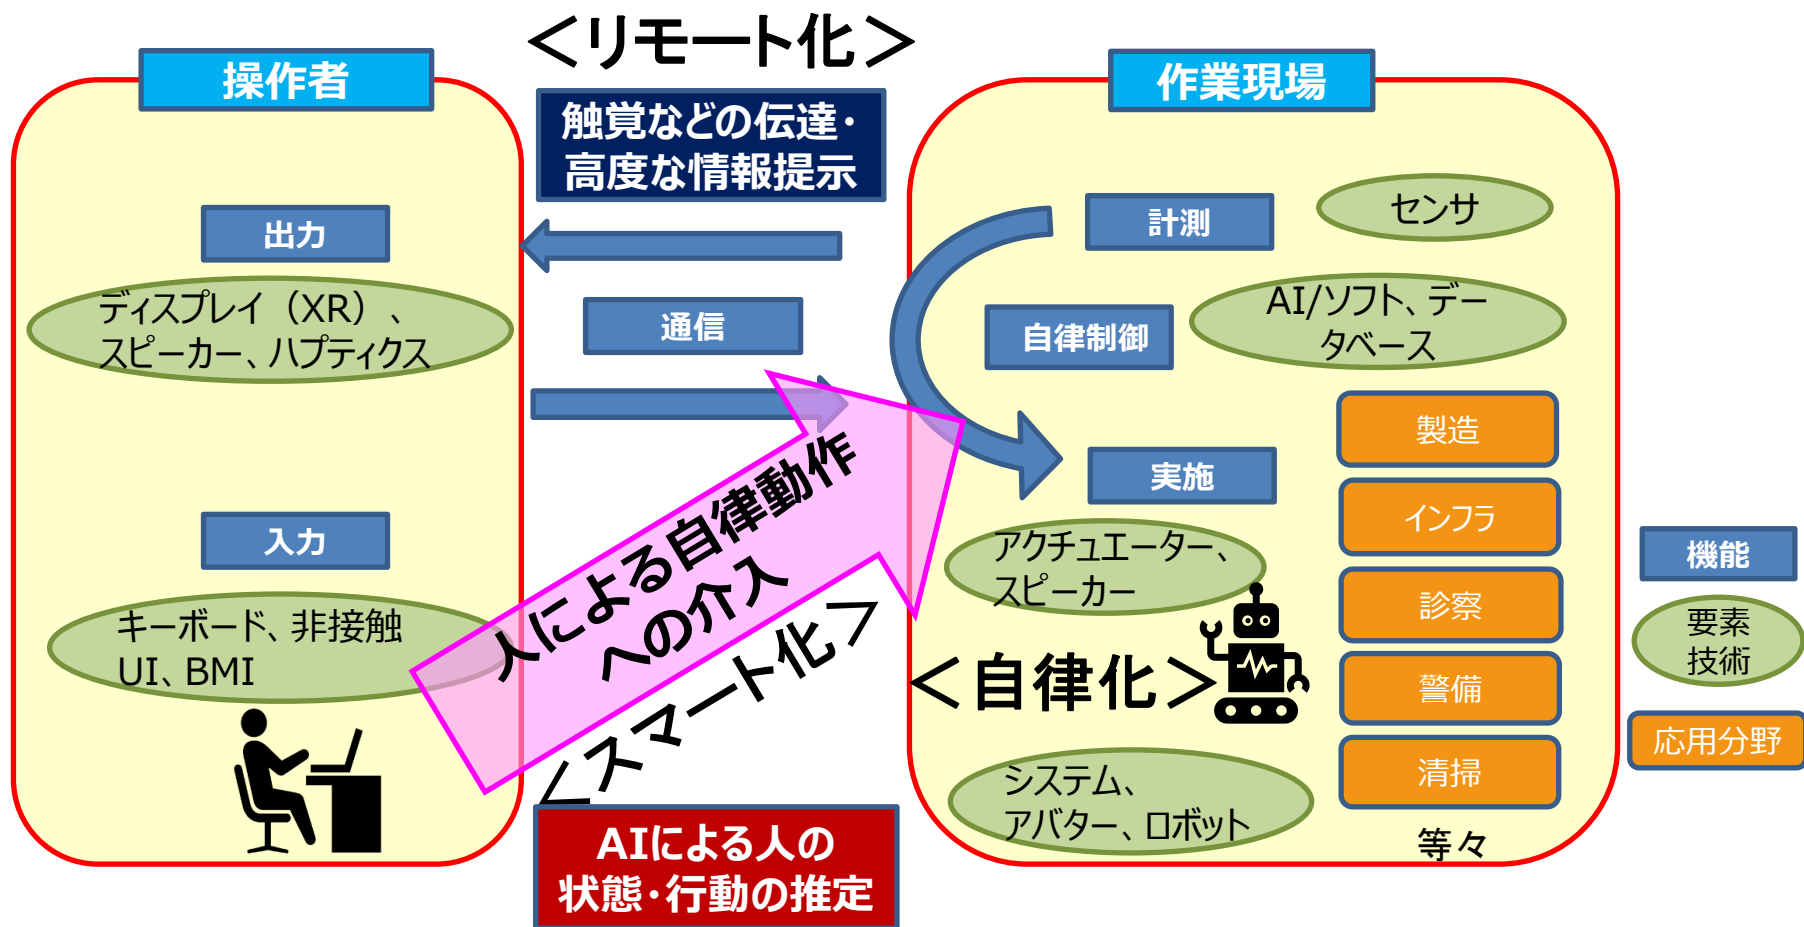 ＜リモート化＞
操作者
作業現場
触覚などの伝達・
高度な情報提示
出力
ディスプレイ（XR）、
スピーカー、ハプティクス
通信
入力
キーボード、非接触
UI、BMI
人による自律動作
への介入
＜スマート化＞
AIによる人の
状態・行動の推定
計測
センサ
自律制御
AI/ソフト、デー
タベース
実施
アクチュエーター、
スピーカー
＜自律化＞
システム、
アバター、ロボット
製造
インフラ
診察
警備
清掃
等々
機能
要素
技術
応用分野